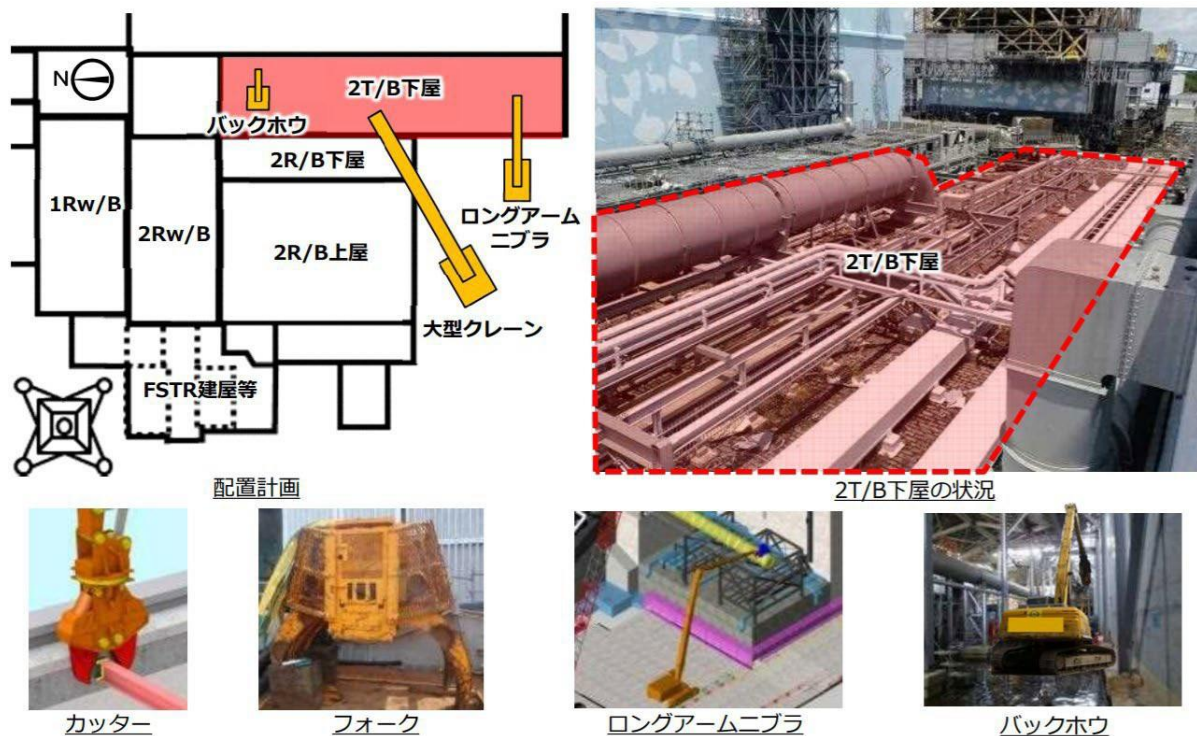 N
2T/B下屋
バックホウ
2R/B下屋
1Rw/B
2Rw/B
2R/B上屋
ロングアーム
ニブラ
大型クレーン
FSTR建屋等
配置計画
2T/B下屋
2T/B下屋の状況
カッター
フォーク
ロングアームニブラ
バックホウ